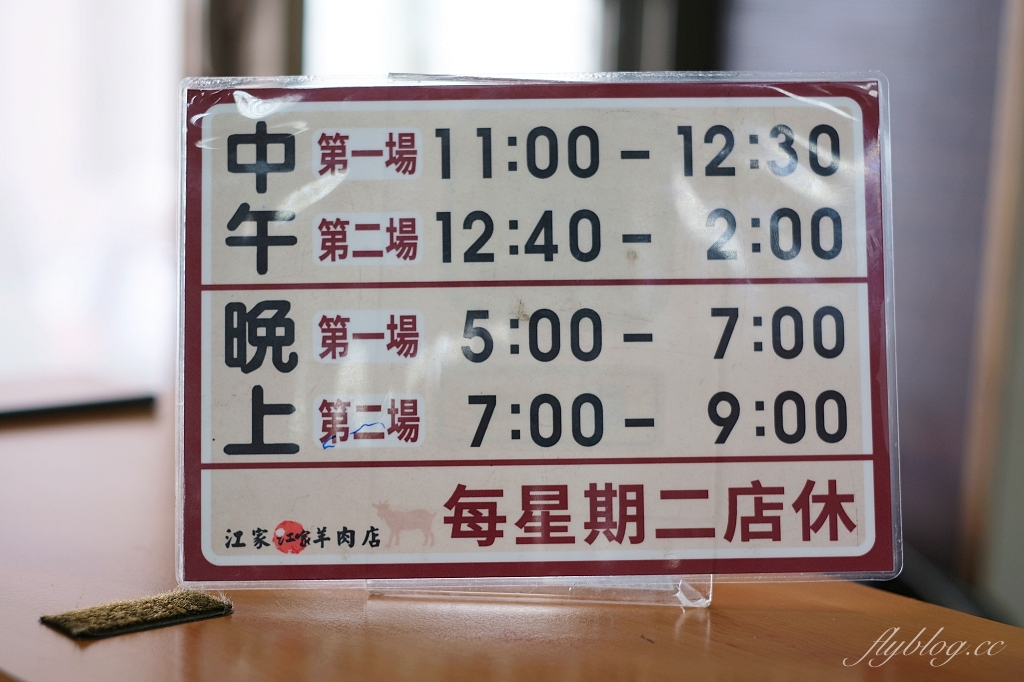 中午
第一場 11:00 – 12:30
第二場 12:40 – 2:00
晚上
第一場 5:00 – 7:00
第二場 7:00 – 9:00
每星期二店休
江家 江家 羊肉店
flyblog.cc